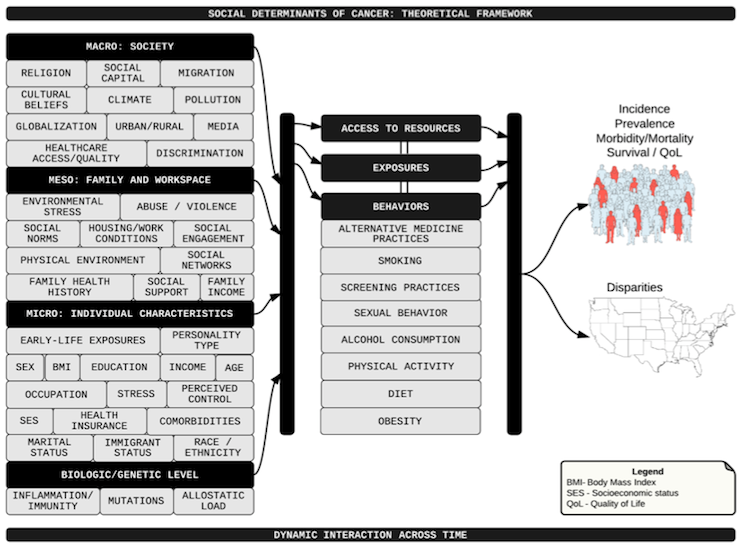 SOCIAL DETERMINANTS OF CANCER: THEORETICAL FRAMEWORK
MACRO: SOCIETY
RELIGION
SOCIAL
CAPITAL
MIGRATION
CULTURAL
BELIEFS
CLIMATE
POLLUTION
GLOBALIZATION
URBAN/RURAL
MEDIA
HEALTHCARE
ACCESS/QUALITY
DISCRIMINATION
MESO: FAMILY AND WORKSPACE
ENVIRONMENTAL
STRESS
ABUSE / VIOLENCE
SOCIAL
NORMS
HOUSING/WORK
CONDITIONS
SOCIAL
ENGAGEMENT
PHYSICAL ENVIRONMENT
SOCIAL
NETWORKS
FAMILY HEALTH
HISTORY
SOCIAL
SUPPORT
FAMILY
INCOME
MICRO: INDIVIDUAL CHARACTERISTICS
EARLY-LIFE EXPOSURES
PERSONALITY
TYPE
SEX
BMI
EDUCATION
INCOME
AGE
OCCUPATION
STRESS
PERCEIVED
CONTROL
SES
HEALTH
INSURANCE
COMORBIDITIES
MARITAL
STATUS
IMMIGRANT
STATUS
RACE /
ETHNICITY
BIOLOGIC/GENETIC LEVEL
INFLAMMATION/
IMMUNITY
MUTATIONS
ALLOSTATIC
LOAD
ACCESS TO RESOURCES
EXPOSURES
BEHAVIORS
ALTERNATIVE MEDICINE
PRACTICES
SMOKING
SCREENING PRACTICES
SEXUAL BEHAVIOR
ALCOHOL CONSUMPTION
PHYSICAL ACTIVITY
DIET
OBESITY
Incidence
Prevalence
Morbidity/Mortality
Survival / QoL
Disparities
Legend
BMI- Body Mass Index
SES - Socioeconomic status
QoL - Quality of Life
DYNAMIC INTERACTION ACROSS TIME